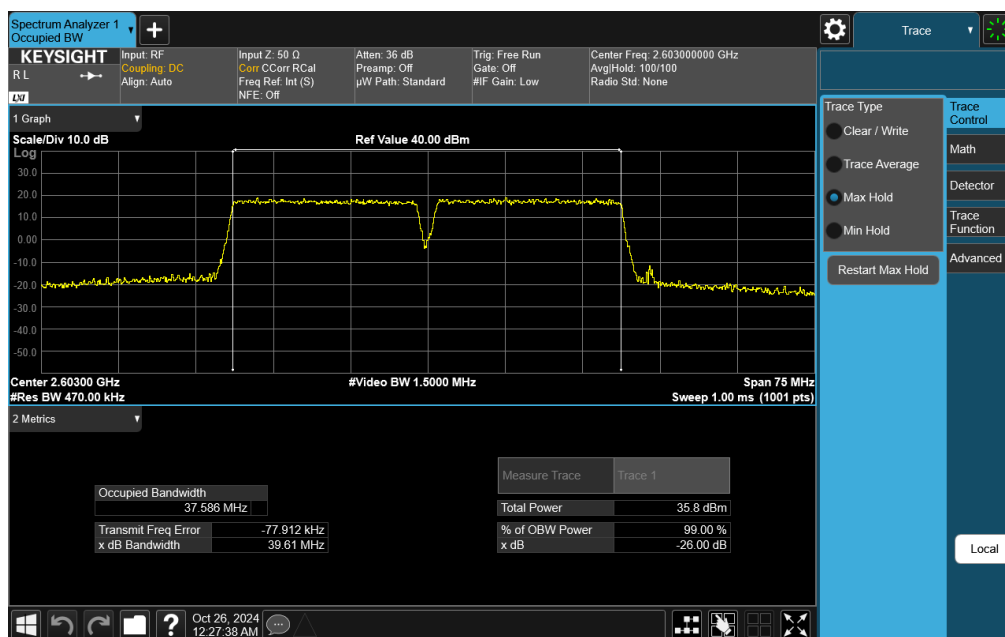 Spectrum Analyzer 1
Occupied BW
Trace
KEYSIGHT
R L
LXI
Input: RF
Coupling: DC
Align: Auto
Input Z: 50 Ω
Corr CCorr RCal
Freq Ref: Int (S)
NFE: Off
Atten: 36 dB
Preamp: Off
µW Path: Standard
Trig: Free Run
Gate: Off
#IF Gain: Low
Center Freq: 2.603000000 GHz
Avg|Hold: 100/100
Radio Std: None
1 Graph
Scale/Div 10.0 dB
Ref Value 40.00 dBm
Log
30.0
20.0
10.0
0.00
-10.0
-20.0
-30.0
-40.0
-50.0
Center 2.60300 GHz
#Video BW 1.5000 MHz
Span 75 MHz
#Res BW 470.00 kHz
Sweep 1.00 ms (1001 pts)
2 Metrics
Measure Trace Trace 1
Occupied Bandwidth
37.586 MHz
Total Power 35.8 dBm
Transmit Freq Error -77.912 kHz
% of OBW Power 99.00 %
x dB Bandwidth 39.61 MHz
x dB -26.00 dB
Trace Type
Clear / Write
Trace Average
Max Hold
Min Hold
Restart Max Hold
Trace
Control
Math
Detector
Trace
Function
Advanced
Local
?
Oct 26, 2024
12:27:38 AM